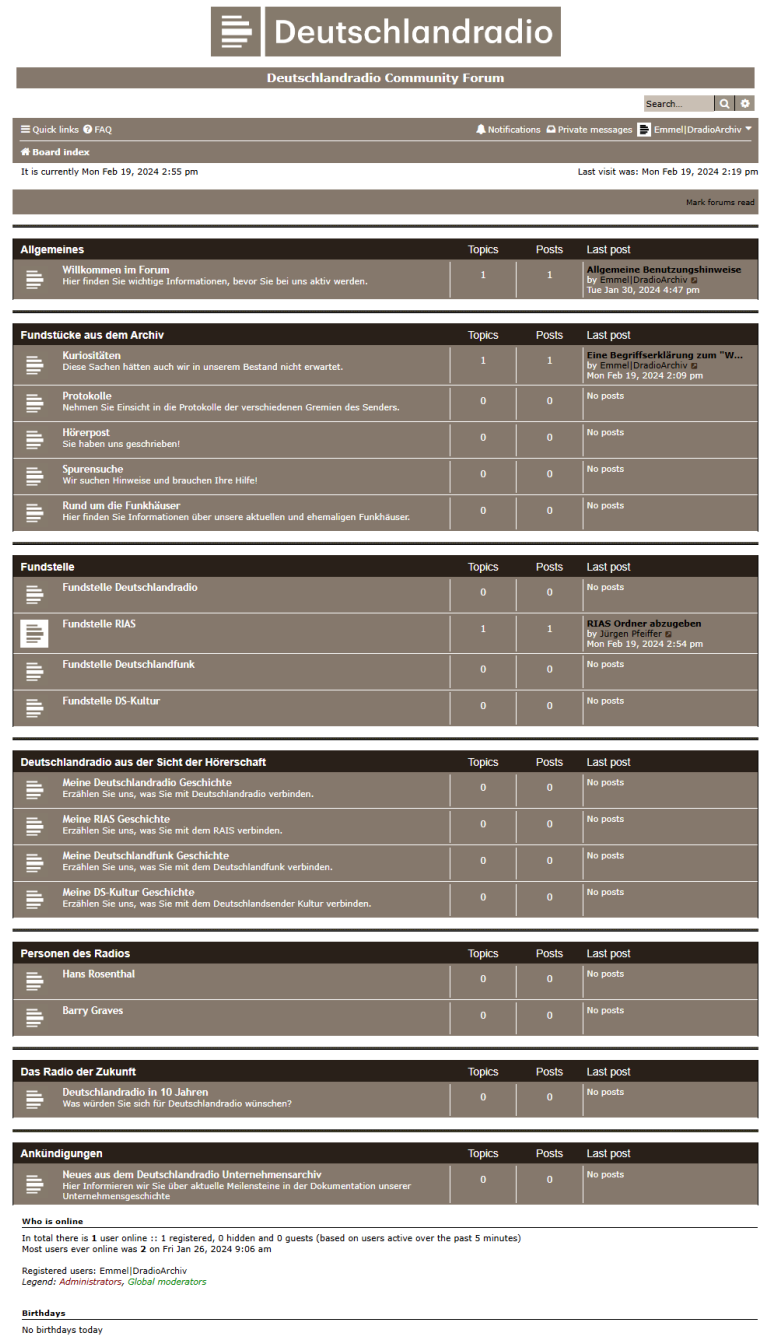 Deutschlandradio
Deutschlandradio Community Forum
Search...
Quick links FAQ
Notifications Private messages Emmel|DradioArchiv
Board index
It is currently Mon Feb 19, 2024 2:55 pm
Last visit was: Mon Feb 19, 2024 2:19 pm
Mark forums read
Allgemeines Topics Posts Last post
Willkommen im Forum
Hier finden Sie wichtige Informationen, bevor Sie bei uns aktiv werden.
1 1
Allgemeine Benutzungshinweise
by Emmel|DradioArchiv
Tue Jan 30, 2024 4:47 pm
Fundstücke aus dem Archiv Topics Posts Last post
Kuriositäten
Diese Sachen hätten auch wir in unserem Bestand nicht erwartet.
1 1
Eine Begriffserklärung zum "W...
by Emmel|DradioArchiv
Mon Feb 19, 2024 2:09 pm
Protokolle
Nehmen Sie Einsicht in die Protokolle der verschiedenen Gremien des Senders.
0 0 No posts
Hörerpost
Sie haben uns geschrieben!
0 0 No posts
Spurensuche
Wir suchen Hinweise und brauchen Ihre Hilfe!
0 0 No posts
Rund um die Funkhäuser
Hier finden Sie Informationen über unsere aktuellen und ehemaligen Funkhäuser.
0 0 No posts
Fundstelle Topics Posts Last post
Fundstelle Deutschlandradio
0 0 No posts
Fundstelle RIAS
1 1
RIAS Ordner abzugeben
by Jürgen Pfeiffer
Mon Feb 19, 2024 2:54 pm
Fundstelle Deutschlandfunk
0 0 No posts
Fundstelle DS-Kultur
0 0 No posts
Deutschlandradio aus der Sicht der Hörerschaft Topics Posts Last post
Meine Deutschlandradio Geschichte
Erzählen Sie uns, was Sie mit Deutschlandradio verbinden.
0 0 No posts
Meine RIAS Geschichte
Erzählen Sie uns, was Sie mit dem RAIS verbinden.
0 0 No posts
Meine Deutschlandfunk Geschichte
Erzählen Sie uns, was Sie mit dem Deutschlandfunk verbinden.
0 0 No posts
Meine DS-Kultur Geschichte
Erzählen Sie uns, was Sie mit dem Deutschlandsender Kultur verbinden.
0 0 No posts
Personen des Radios Topics Posts Last post
Hans Rosenthal
0 0 No posts
Barry Graves
0 0 No posts
Das Radio der Zukunft Topics Posts Last post
Deutschlandradio in 10 Jahren
Was würden Sie sich für Deutschlandradio wünschen?
0 0 No posts
Ankündigungen Topics Posts Last post
Neues aus dem Deutschlandradio Unternehmensarchiv
Hier Informieren wir Sie über aktuelle Meilensteine in der Dokumentation unserer
Unternehmensgeschichte
0 0 No posts
Who is online
In total there is 1 user online :: 1 registered, 0 hidden and 0 guests (based on users active over the past 5 minutes)
Most users ever online was 2 on Fri Jan 26, 2024 9:06 am
Registered users: Emmel|DradioArchiv
Legend: Administrators, Global moderators
Birthdays
No birthdays today